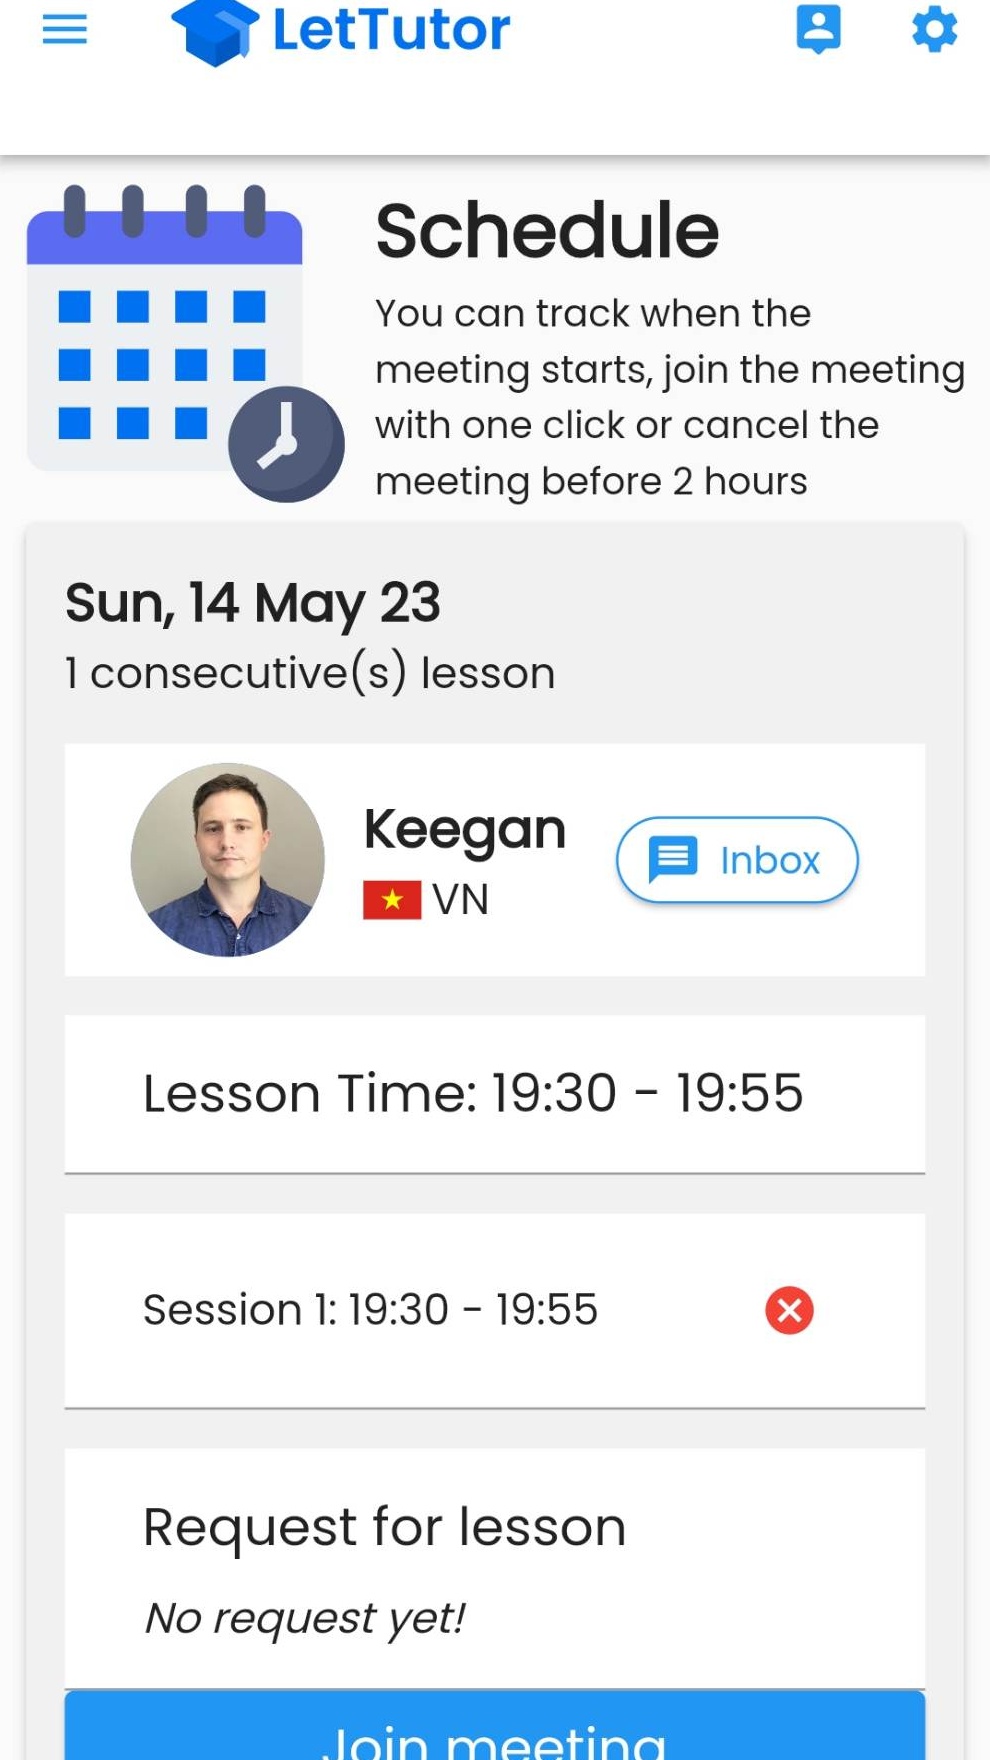 LetTutor
Schedule
You can track when the
meeting starts, join the meeting
with one click or cancel the
meeting before 2 hours
Sun, 14 May 23
1 consecutive(s) lesson
Keegan
VN
Inbox
Lesson Time: 19:30 - 19:55
Session 1: 19:30 - 19:55
Request for lesson
No request yet!
Join meeting